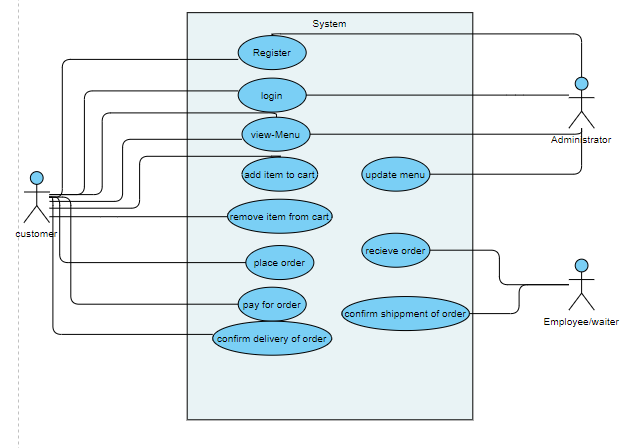 System
Register
login
view-Menu
Administrator
add item to cart
update menu
remove item from cart
customer
recieve order
place order
pay for order
confirm shippment of order
Employee/waiter
confirm delivery of order